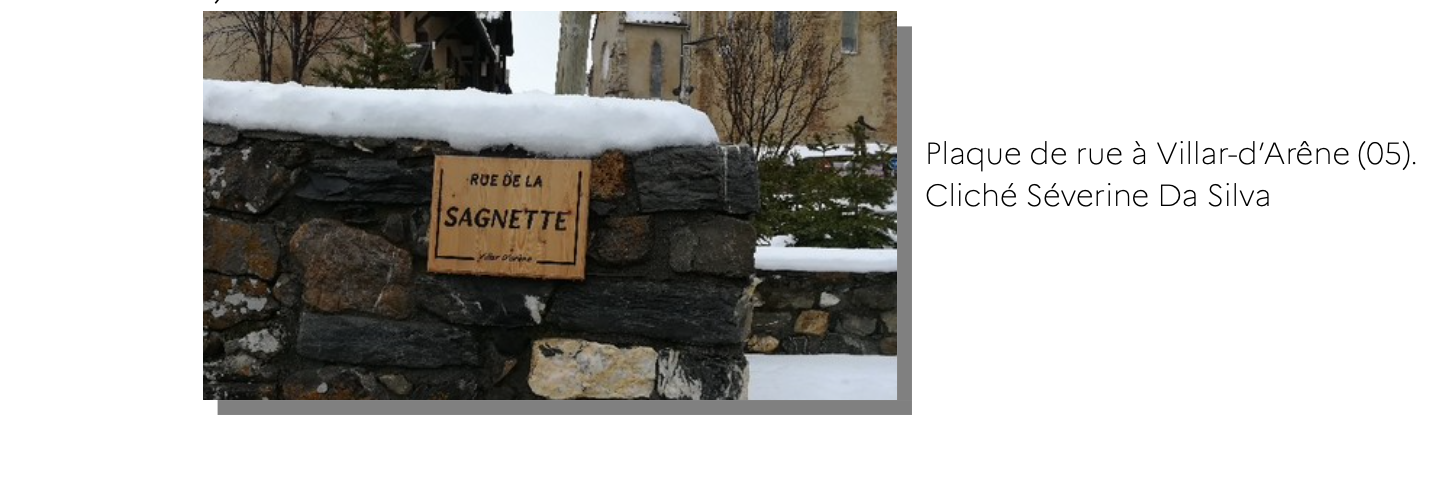 RUE DE LA
SAGNETTE
Villar d'arène
Plaque de rue à Villar-d'Arêne (05).
Cliché Séverine Da Silva